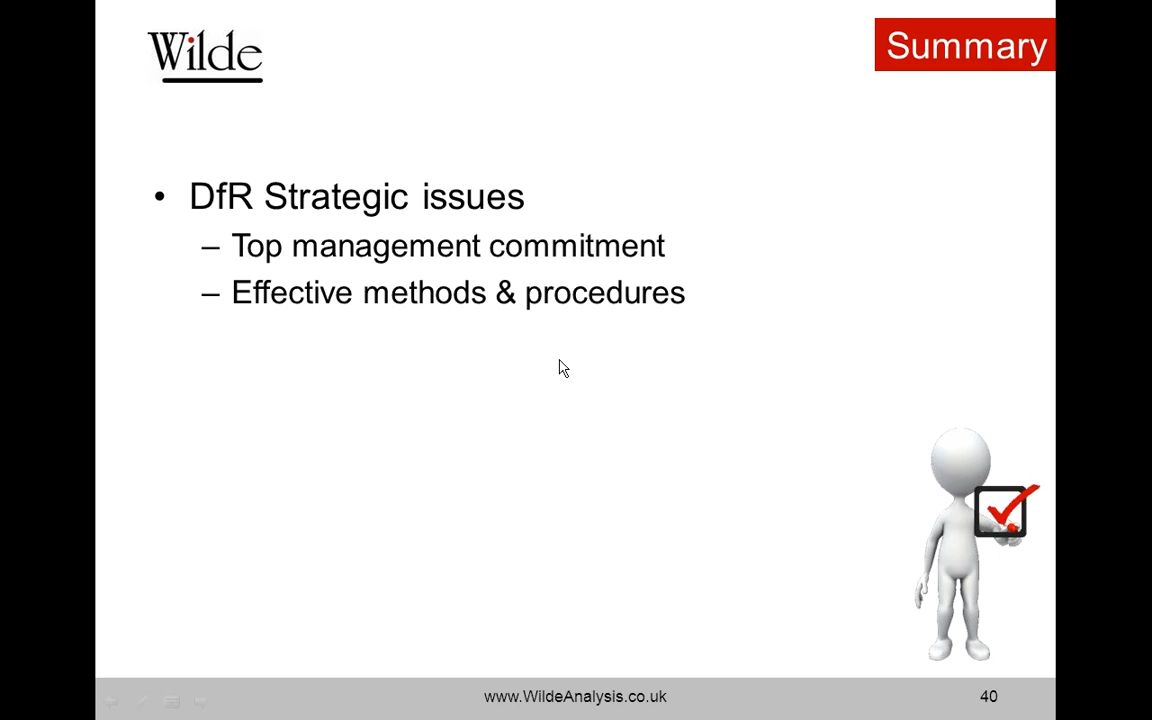 Wilde
Summary
• DfR Strategic issues
– Top management commitment
– Effective methods & procedures
www.WildeAnalysis.co.uk
40